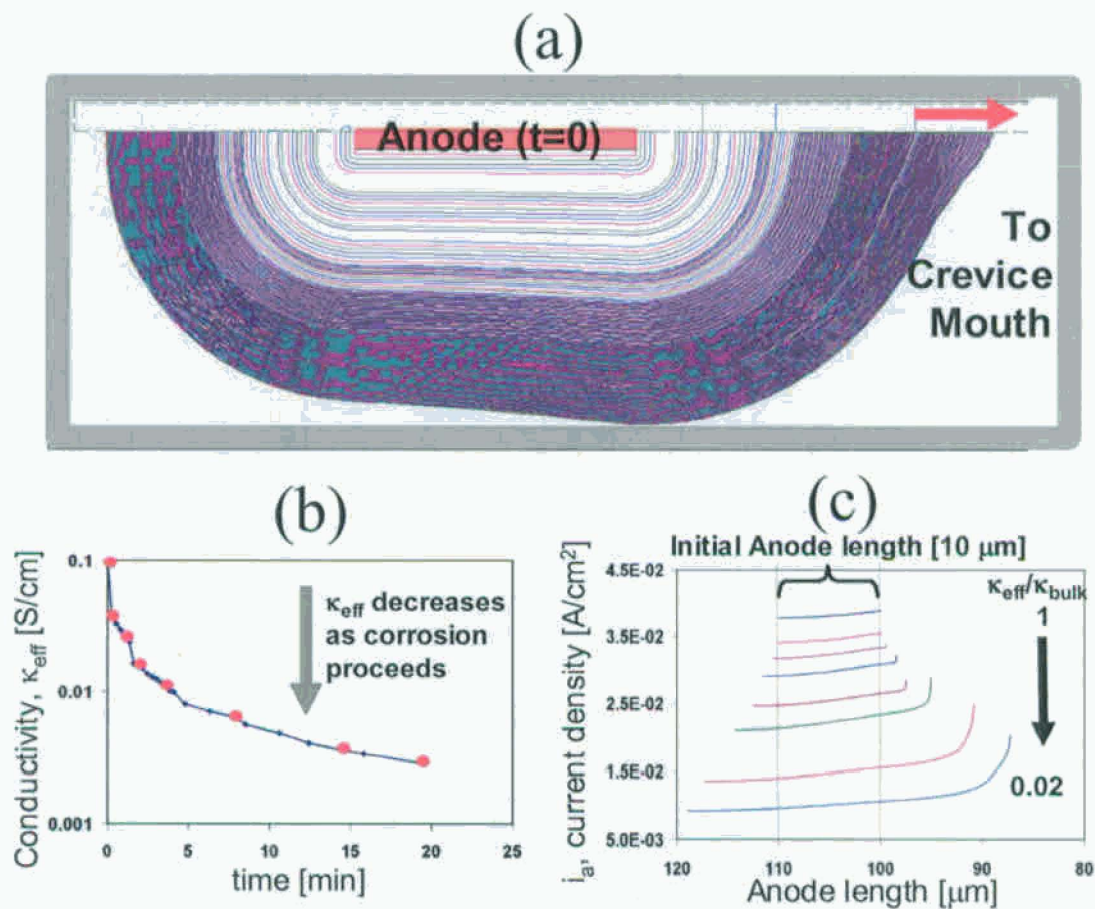 (a)
Anode (t=0)
To
Crevice
Mouth
(b)
Conductivity, κeff [S/cm]
0.1
0.01
0.001
κeff decreases
as corrosion
proceeds
0 5 10 15 20 25
time [min]
(c)
Initial Anode length [10 μm]
ia, current density [A/cm²]
4.5E-02
3.5E-02
2.5E-02
1.5E-02
5.0E-03
κeff/κbulk
1
0.02
120 110 100 90 80
Anode length [μm]